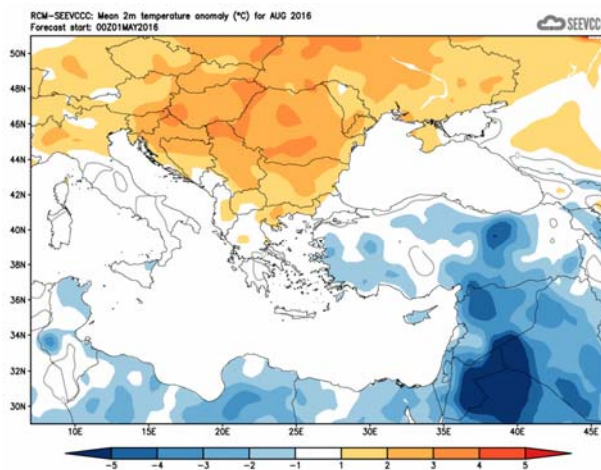 RCM-SEEVCCC: Mean 2m temperature anomaly (°C) for AUG 2016
Forecast start: 00Z01MAY2016
SEEVCCC
50N
48N
46N
44N
42N
40N
38N
36N
34N
32N
30N
10E 15E 20E 25E 30E 35E 40E 45E
-5 -4 -3 -2 -1 1 2 3 4 5